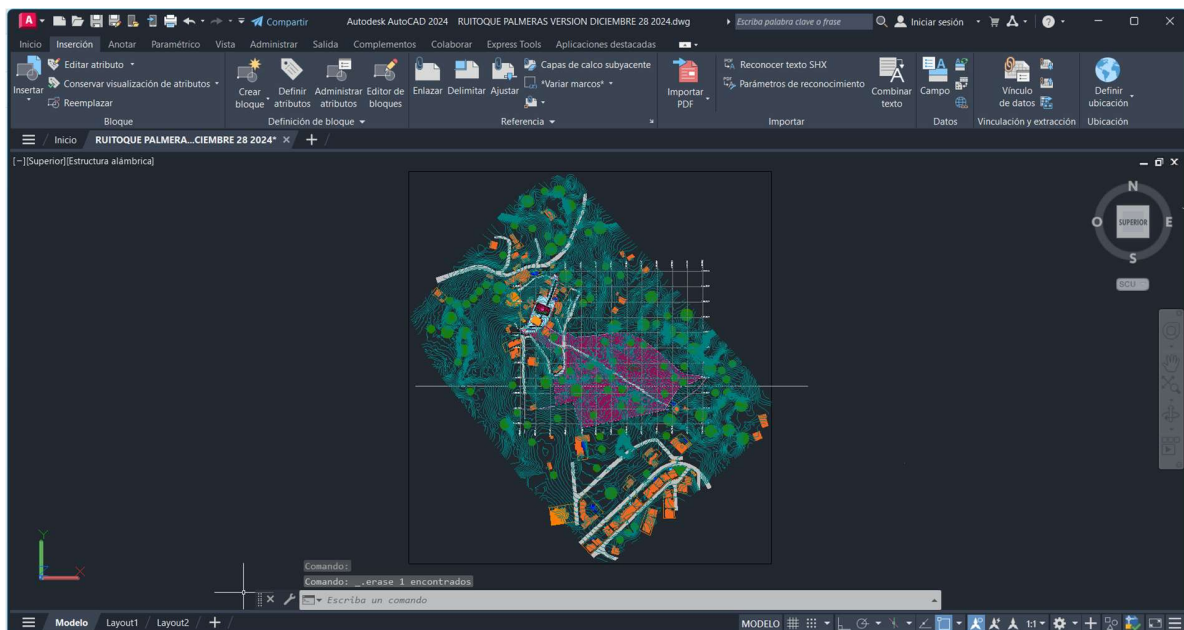 Compartir Autodesk AutoCAD 2024 RUITOQUE PALMERAS VERSION DICIEMBRE 28 2024.dwg Escriba palabra clave o frase Iniciar sesión
Inicio Inserción Anotar Paramétrico Vista Administrar Salida Complementos Colaborar Express Tools Aplicaciones destacadas
Insertar
Editar atributo
Conservar visualización de atributos
Reemplazar
Bloque
Crear bloque
Definir atributos
Administrar atributos
Editor de bloques
Definición de bloque
Enlazar
Delimitar
Ajustar
Capas de calco subyacente
*Variar marcos*
Referencia
Importar PDF
Reconocer texto SHX
Parámetros de reconocimiento
Combinar texto
Importar
Campo
Datos
Vínculo de datos
Vinculación y extracción
Definir ubicación
Ubicación
Inicio RUITOQUE PALMERA...CIEMBRE 28 2024* +
[−][Superior][Estructura alámbrica]
N
O SUPERIOR E
S
SCU
Y
X
Comando:
Comando: _.erase 1 encontrados
Escriba un comando
Modelo Layout1 Layout2 + MODELO 1:1